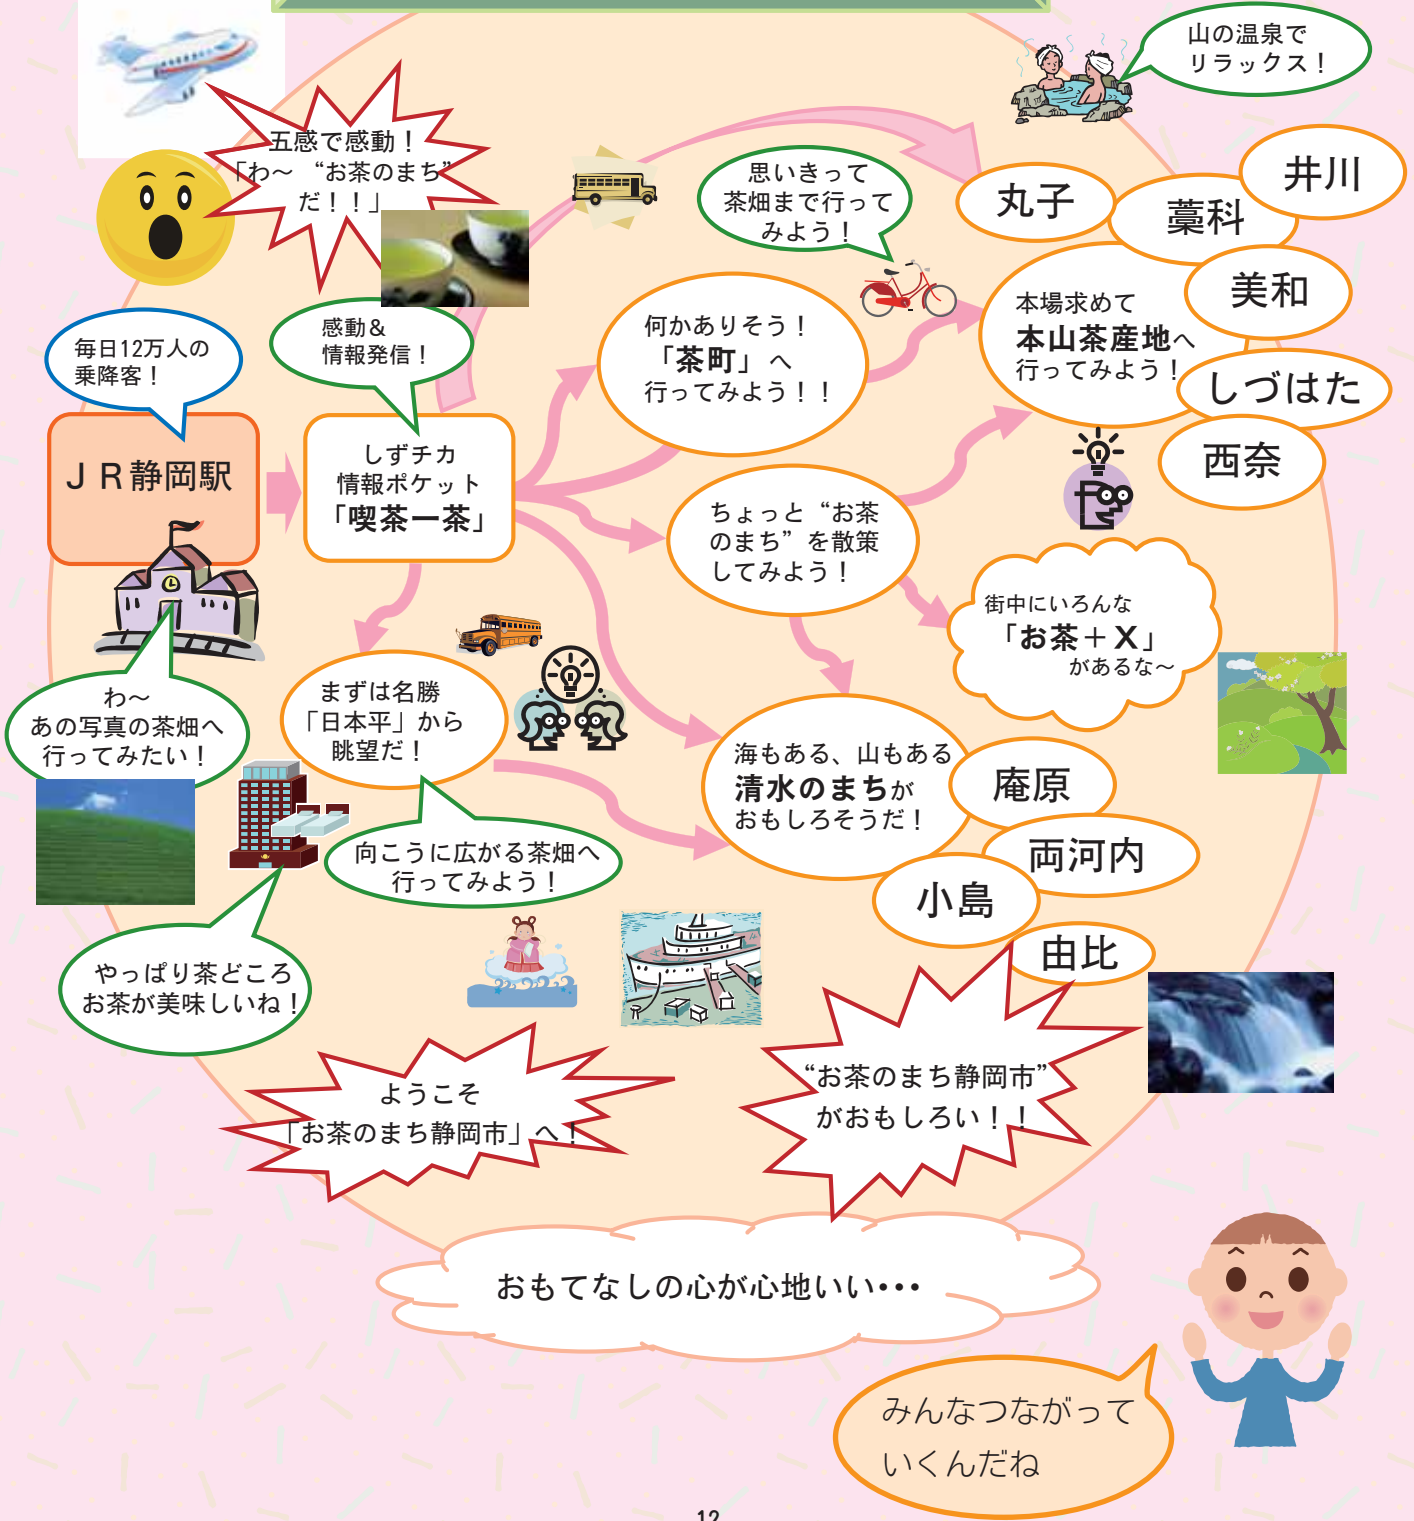 山の温泉で
リラックス！
五感で感動！
「わ～　“お茶のまち”
だ！！」
思いきって
茶畑まで行って
みよう！
丸子
藁科
井川
美和
しづはた
西奈
毎日12万人の
乗降客！
感動＆
情報発信！
何かありそう！
「茶町」へ
行ってみよう！！
本場求めて
本山茶産地へ
行ってみよう！
ＪＲ静岡駅
しずチカ
情報ポケット
「喫茶一茶」
ちょっと“お茶
のまち”を散策
してみよう！
街中にいろんな
「お茶＋Ｘ」
があるな～
わ～
あの写真の茶畑へ
行ってみたい！
まずは名勝
「日本平」から
眺望だ！
海もある、山もある
清水のまちが
おもしろそうだ！
庵原
両河内
小島
由比
向こうに広がる茶畑へ
行ってみよう！
やっぱり茶どころ
お茶が美味しいね！
ようこそ
「お茶のまち静岡市」へ！
“お茶のまち静岡市”
がおもしろい！！
おもてなしの心が心地いい･･･
みんなつながって
いくんだね
12